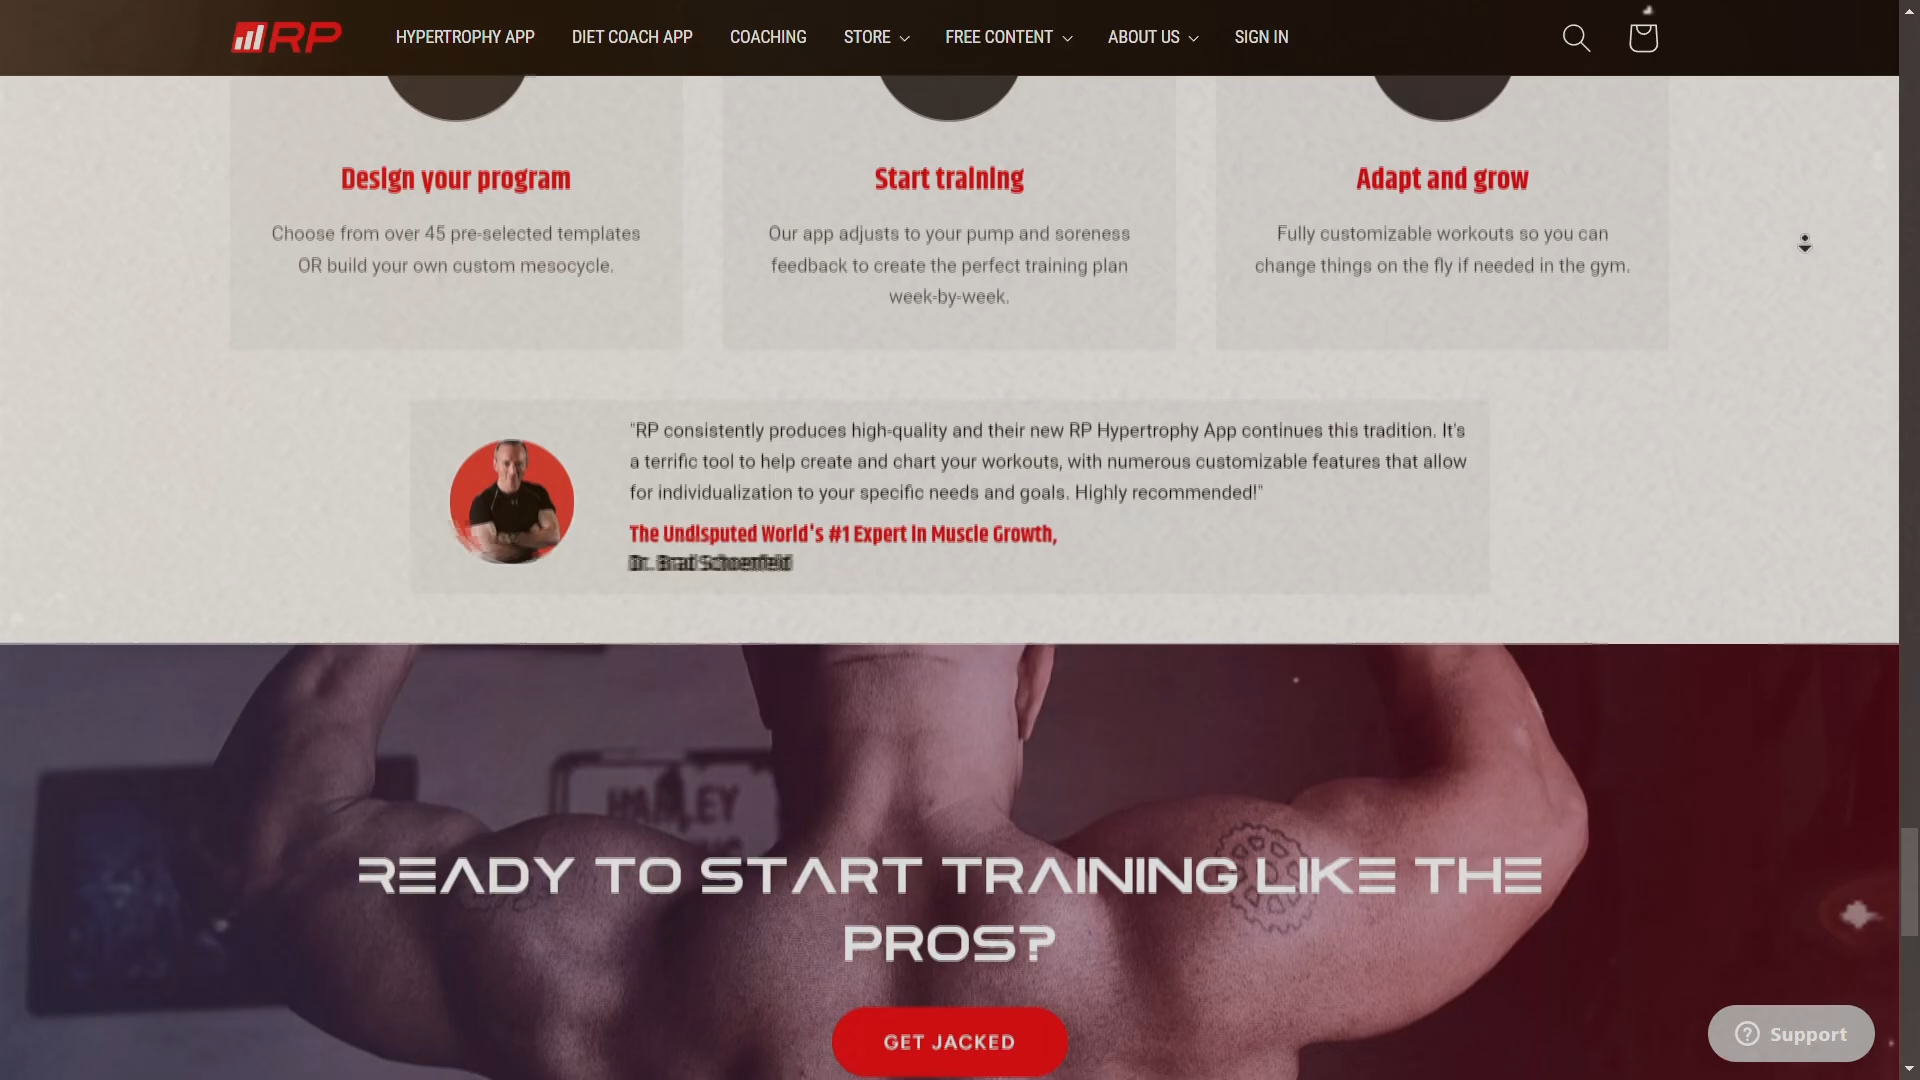 RP
HYPERTROPHY APP
DIET COACH APP
COACHING
STORE
FREE CONTENT
ABOUT US
SIGN IN
Design your program
Choose from over 45 pre-selected templates
OR build your own custom mesocycle.
Start training
Our app adjusts to your pump and soreness
feedback to create the perfect training plan
week-by-week.
Adapt and grow
Fully customizable workouts so you can
change things on the fly if needed in the gym.
"RP consistently produces high-quality and their new RP Hypertrophy App continues this tradition. It's
a terrific tool to help create and chart your workouts, with numerous customizable features that allow
for individualization to your specific needs and goals. Highly recommended!"
The Undisputed World's #1 Expert in Muscle Growth,
Dr. Brad Schoenfeld
READY TO START TRAINING LIKE THE
PROS?
GET JACKED
Support